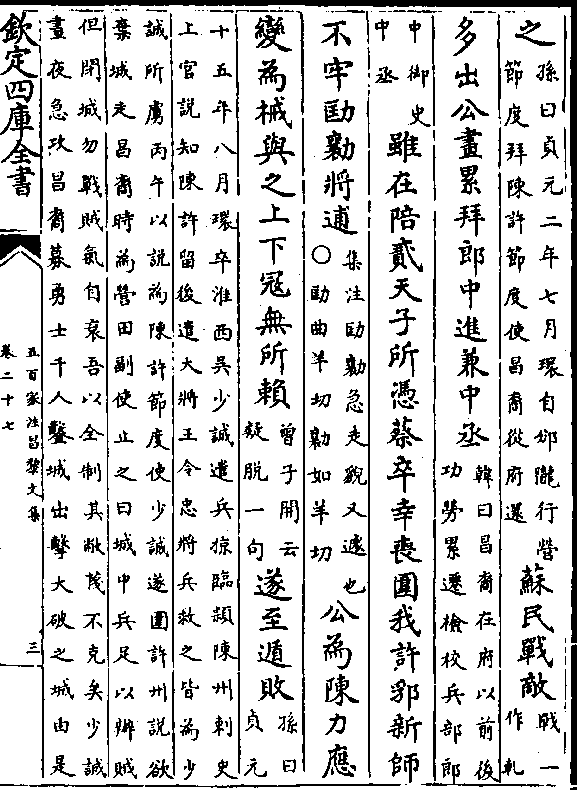 之孫曰貞元二年七月環自邠隴行營
節度拜陳許節度使昌裔從府遷蘇民戰敵戰一
作軋
多出公畫累拜郎中進兼中丞韓曰昌裔在府以前後
功勞累遷檢校兵部郎
中御史
中丞雖在陪貳天子所憑蔡卒幸喪圍我許郛新師
不牢劻勷將逋○集注劻勷急走貌又遽也
劻曲羊切勷如羊切公為陳力應
變為械與之上下冦無所賴曾子開云
疑脫一句遂至遁敗孫曰
貞元
十五年八月環卒淮西吳少誠遣兵掠臨潁陳州刺史
上官説知陳許留後遣大將王令忠將兵救之皆為少
誠所虜丙午以説為陳許節度使少誠遂圍許州説欲
棄城走昌裔時為營田副使止之曰城中兵足以辦賊
但閉城勿戰賊氣自衰吾以全制其敝蔑不克矣少誠
晝夜急攻昌裔募勇士千人鑿城出擊大破之城由是
欽定四庫全書
五百家注昌黎文集
卷二十七
三